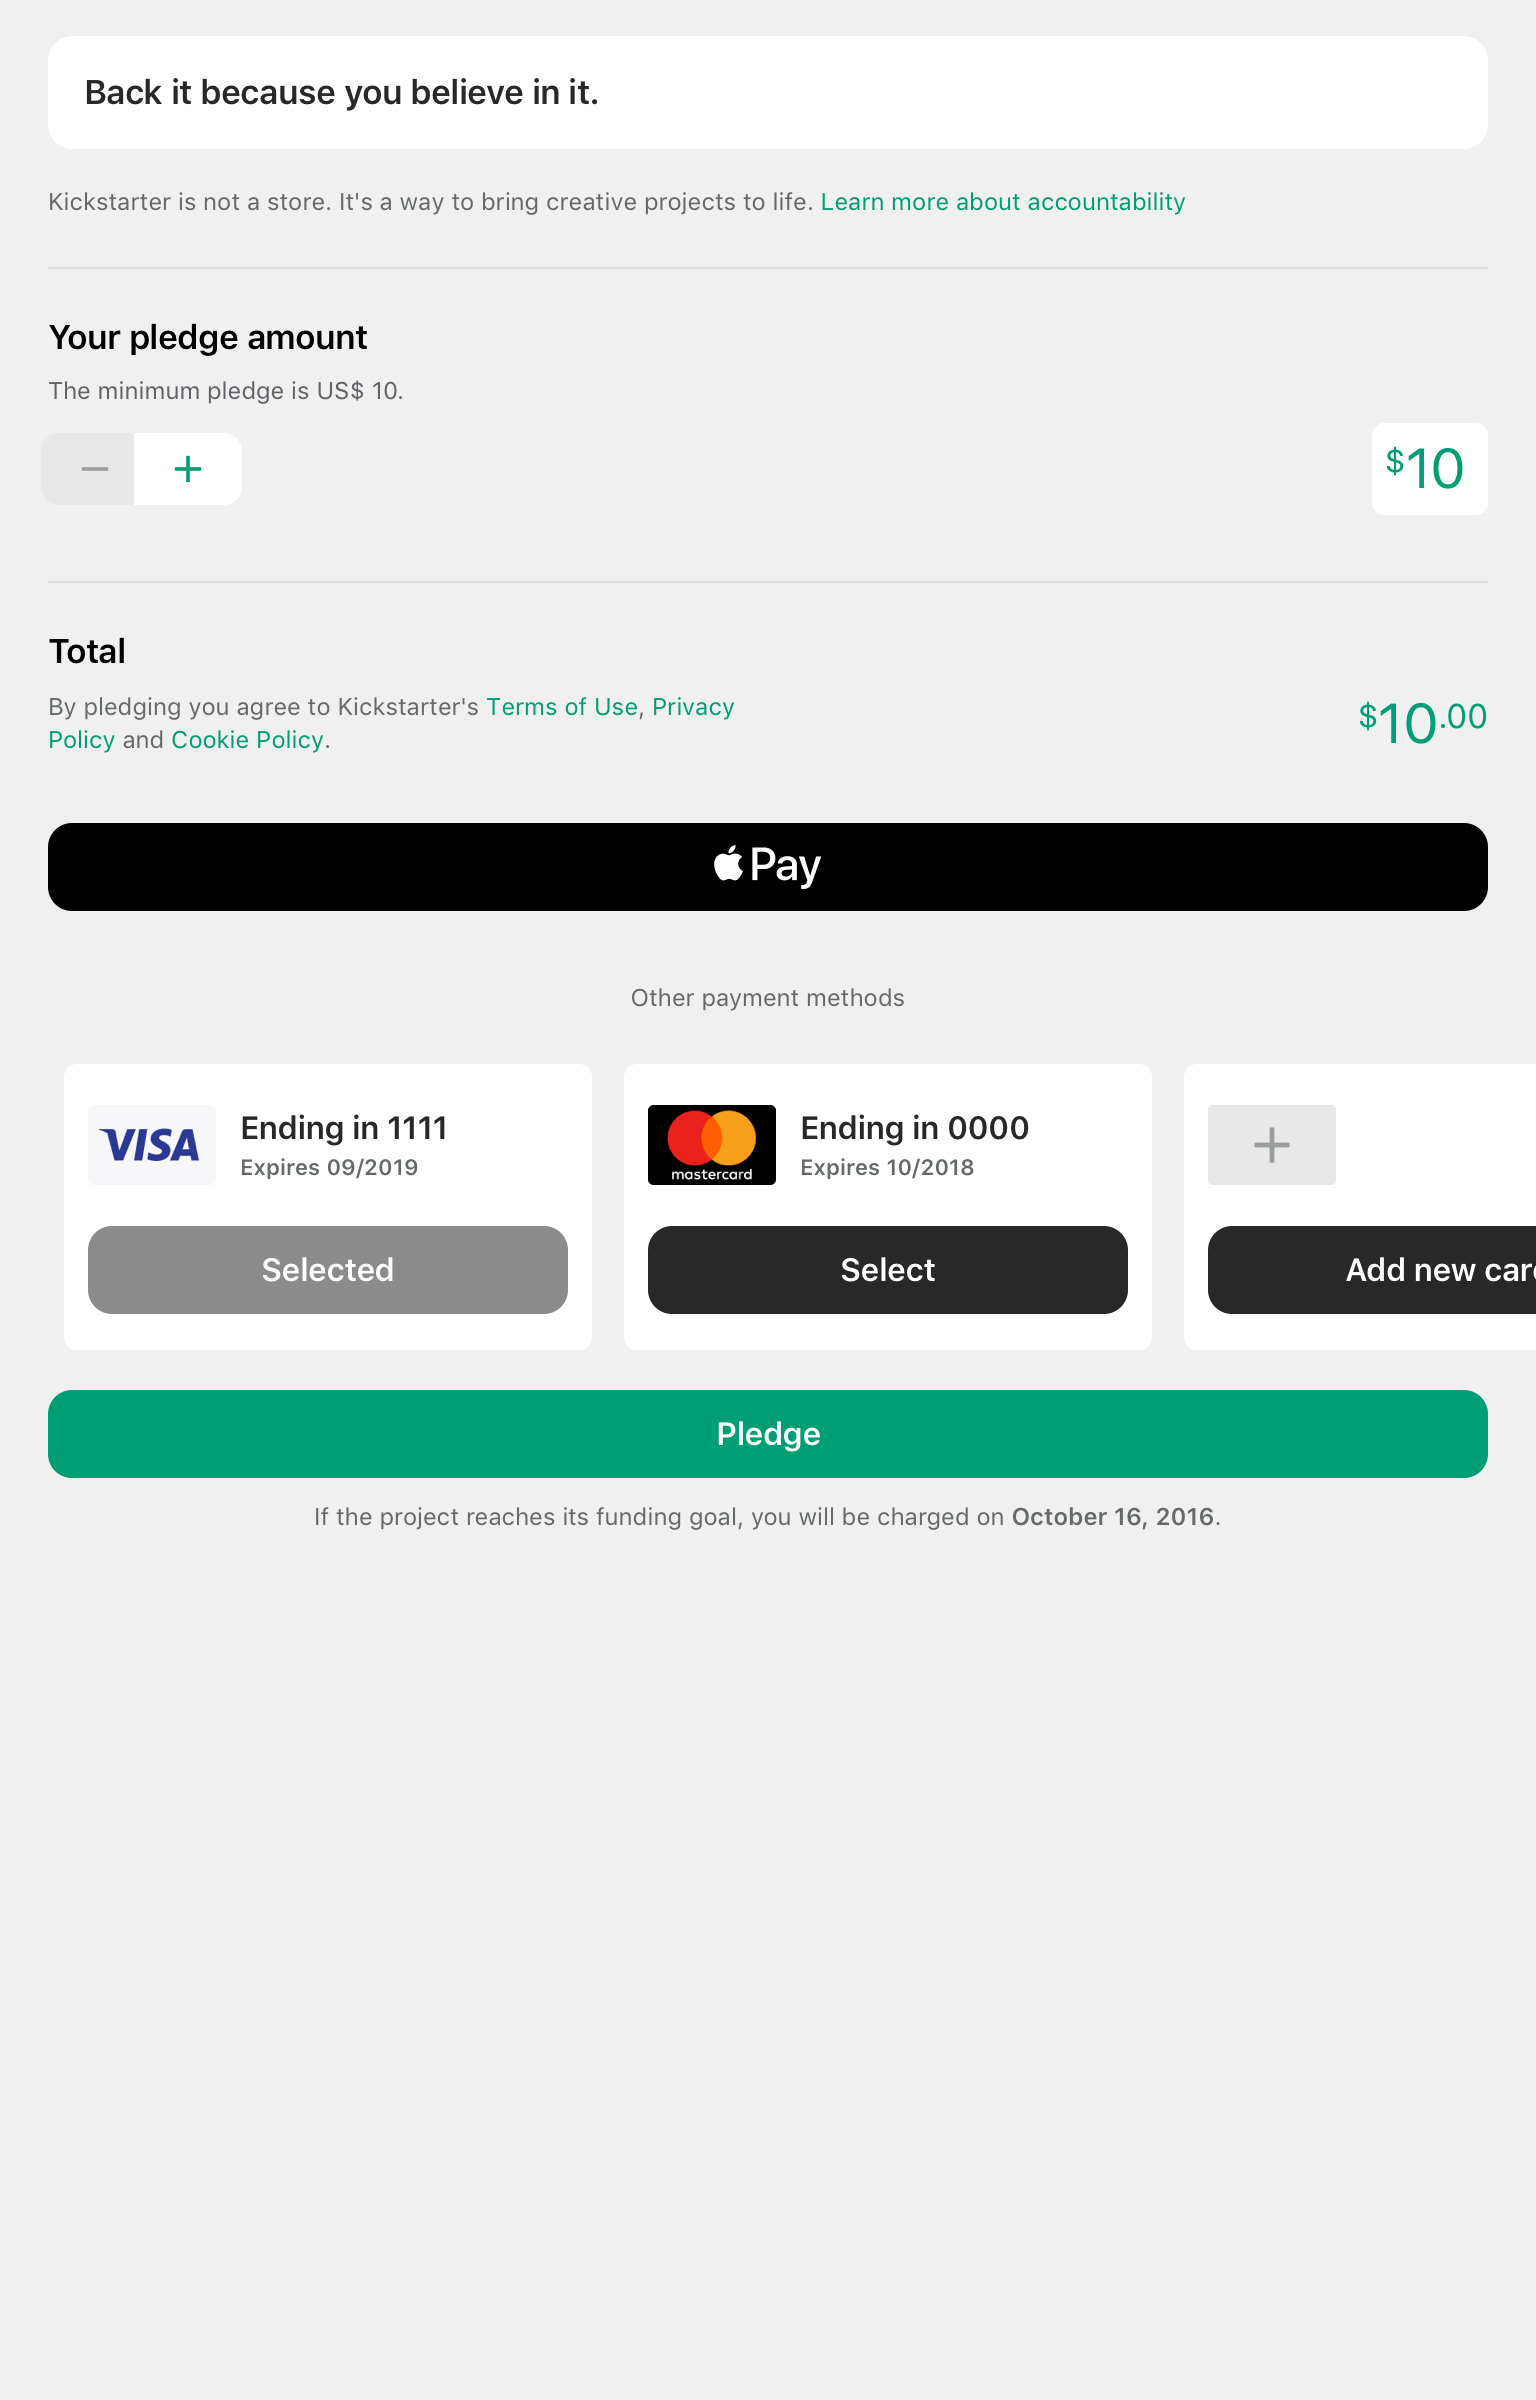 Back it because you believe in it.
Kickstarter is not a store. It's a way to bring creative projects to life. Learn more about accountability
Your pledge amount
The minimum pledge is US$ 10.
$10
Total
By pledging you agree to Kickstarter's Terms of Use, Privacy
Policy and Cookie Policy.
$10.00
Pay
Other payment methods
VISA
Ending in 1111
Expires 09/2019
Selected
mastercard
Ending in 0000
Expires 10/2018
Select
Add new
Pledge
If the project reaches its funding goal, you will be charged on October 16, 2016.